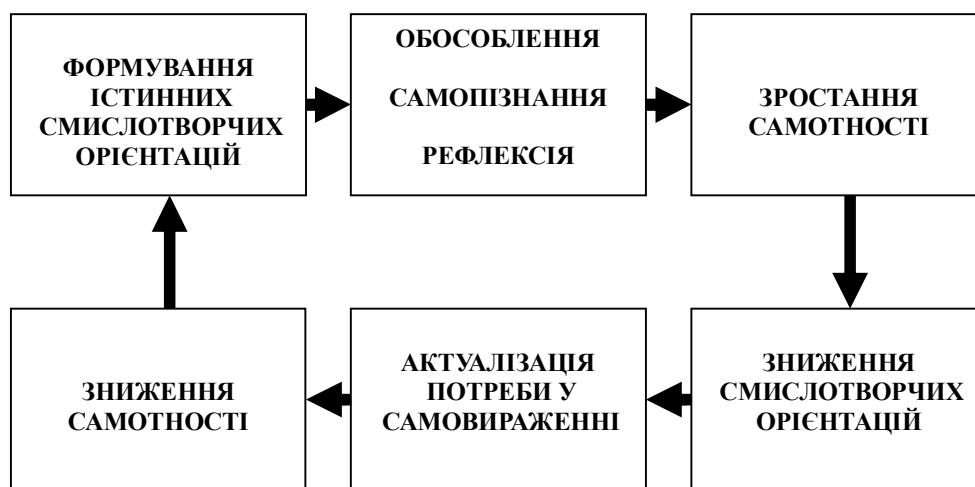 ФОРМУВАННЯ
ІСТИННИХ
СМИСЛОТВОРЧИХ
ОРІЄНТАЦІЙ
ОБОСОБЛЕННЯ
САМОПІЗНАННЯ
РЕФЛЕКСІЯ
ЗРОСТАННЯ
САМОТНОСТІ
ЗНИЖЕННЯ
САМОТНОСТІ
АКТУАЛІЗАЦІЯ
ПОТРЕБИ У
САМОВИРАЖЕННІ
ЗНИЖЕННЯ
СМИСЛОТВОРЧИХ
ОРІЄНТАЦІЙ